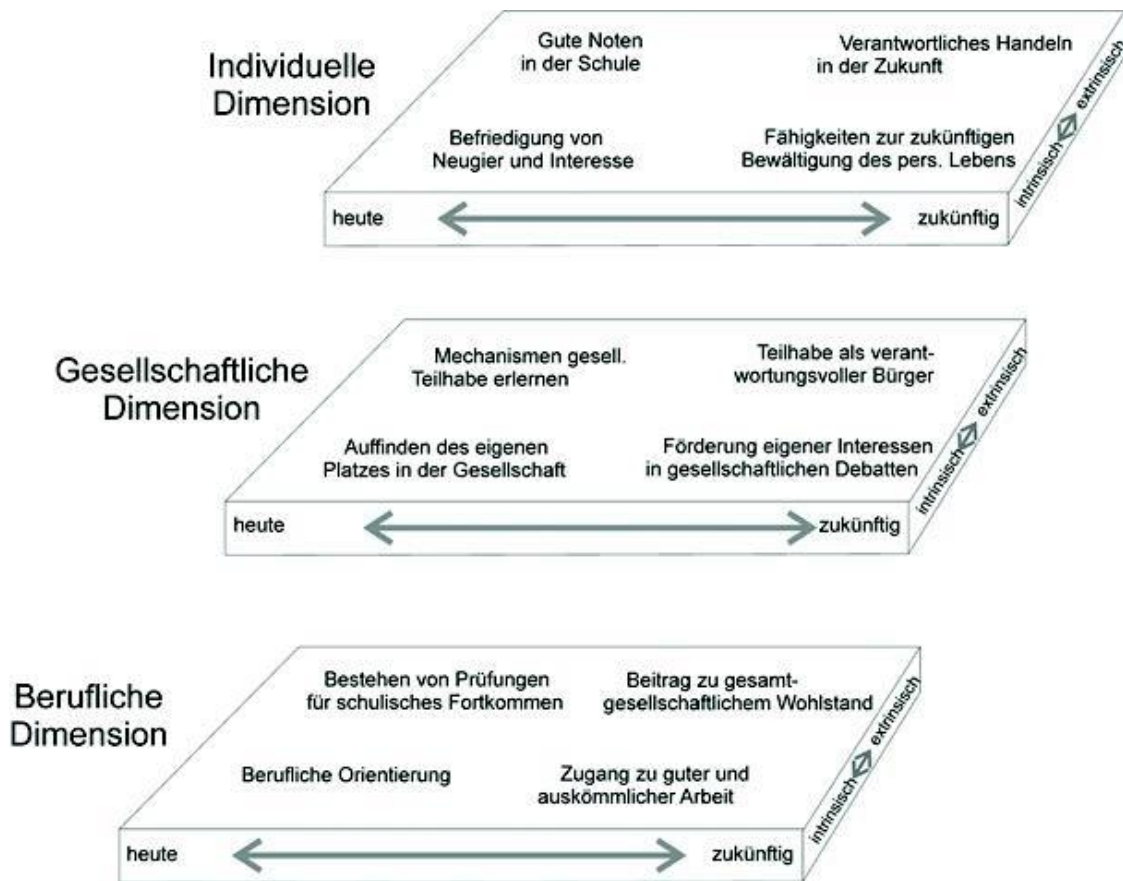 Individuelle
Dimension
Gute Noten
in der Schule
Verantwortliches Handeln
in der Zukunft
Befriedigung von
Neugier und Interesse
Fähigkeiten zur zukünftigen
Bewältigung des pers. Lebens
heute
zukünftig
intrinsisch
extrinsisch
Gesellschaftliche
Dimension
Mechanismen gesell.
Teilhabe erlernen
Teilhabe als verant-
wortungsvoller Bürger
Auffinden des eigenen
Platzes in der Gesellschaft
Förderung eigener Interessen
in gesellschaftlichen Debatten
heute
zukünftig
intrinsisch
extrinsisch
Berufliche
Dimension
Bestehen von Prüfungen
für schulisches Fortkommen
Beitrag zu gesamt-
gesellschaftlichem Wohlstand
Berufliche Orientierung
Zugang zu guter und
auskömmlicher Arbeit
heute
zukünftig
intrinsisch
extrinsisch